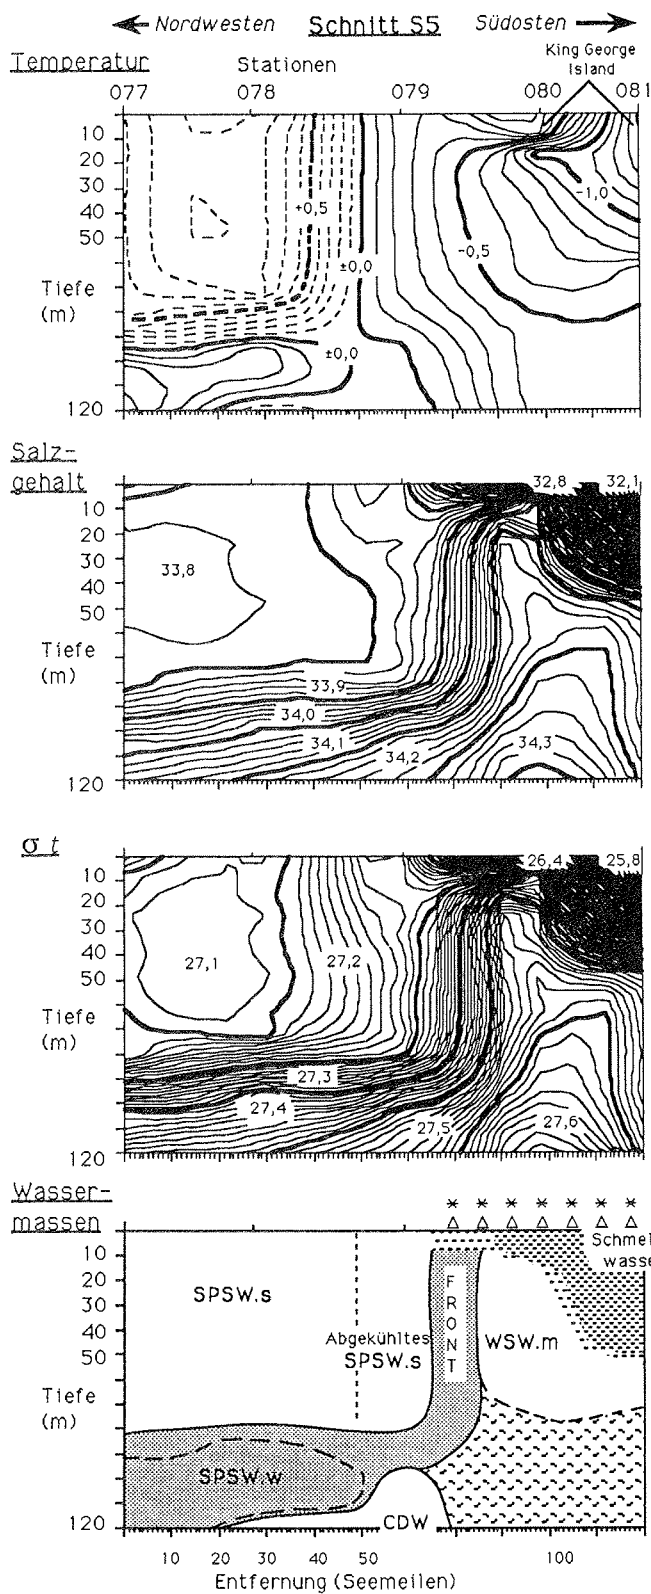 Nordwesten Schnitt S5 Südosten
Temperatur Stationen King George Island
077 078 079 080 081
10
20
30
40
50
Tiefe (m)
120
+0,5
±0,0
±0,0
-0,5
-1,0
Salz-
gehalt
10
20
30
40
50
Tiefe (m)
120
32,8 32,1
33,8
33,9
34,0
34,1 34,2 34,3
σt
10
20
30
40
50
Tiefe (m)
120
26,4 25,8
27,1 27,2
27,3
27,4 27,5 27,6
Wasser-
massen
10
20
30
40
50
Tiefe (m)
120
Schmel
wasse
SPSW.s
Abgekühltes
SPSW.s
FRONT
WSW.m
SPSW.w
CDW
10 20 30 40 50 100
Entfernung (Seemeilen)